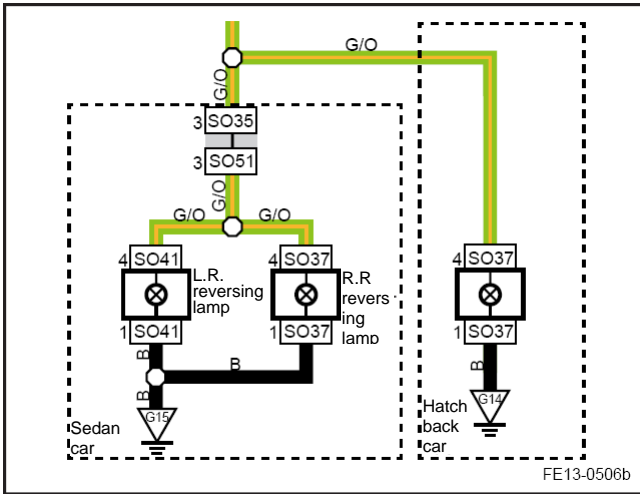 G/O
G/O
3 SO35
3 SO51
G/O
G/O G/O
4 SO41
L.R.
reversing
lamp
1 SO41
4 SO37
R.R
revers
ing
lamp
1 SO37
4 SO37
1 SO37
B
B
B
B
G15
G14
Sedan
car
Hatch
back
car
FE13-0506b